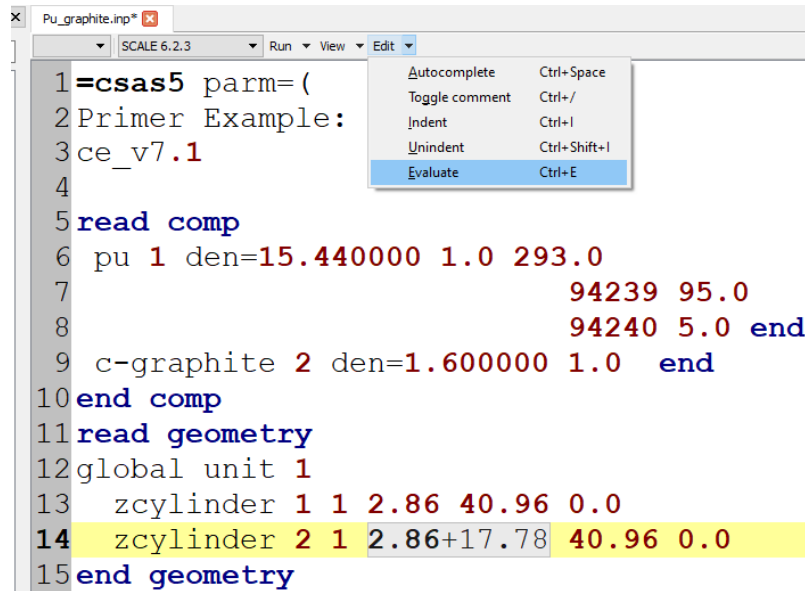 Pu_graphite.inp*
SCALE 6.2.3 Run View Edit
Autocomplete Ctrl+Space
Toggle comment Ctrl+/
Indent Ctrl+I
Unindent Ctrl+Shift+I
Evaluate Ctrl+E
1 =csas5 parm=(
2 Primer Example:
3 ce_v7.1
4
5 read comp
6 pu 1 den=15.440000 1.0 293.0
7 94239 95.0
8 94240 5.0 end
9 c-graphite 2 den=1.600000 1.0 end
10 end comp
11 read geometry
12 global unit 1
13 zcylinder 1 1 2.86 40.96 0.0
14 zcylinder 2 1 2.86+17.78 40.96 0.0
15 end geometry